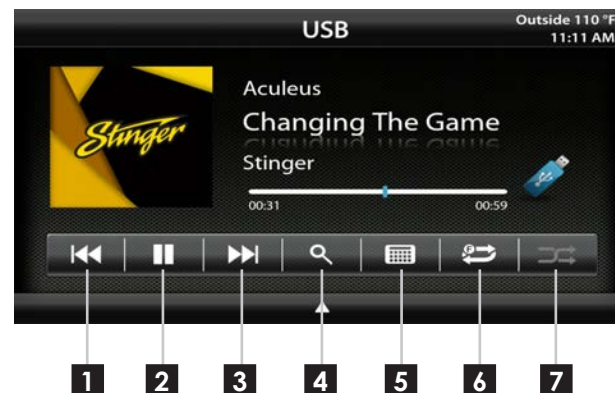 USB
Outside 110 °F
11:11 AM
Stinger
Aculeus
Changing The Game
Stinger
00:31 00:59
1 2 3 4 5 6 7